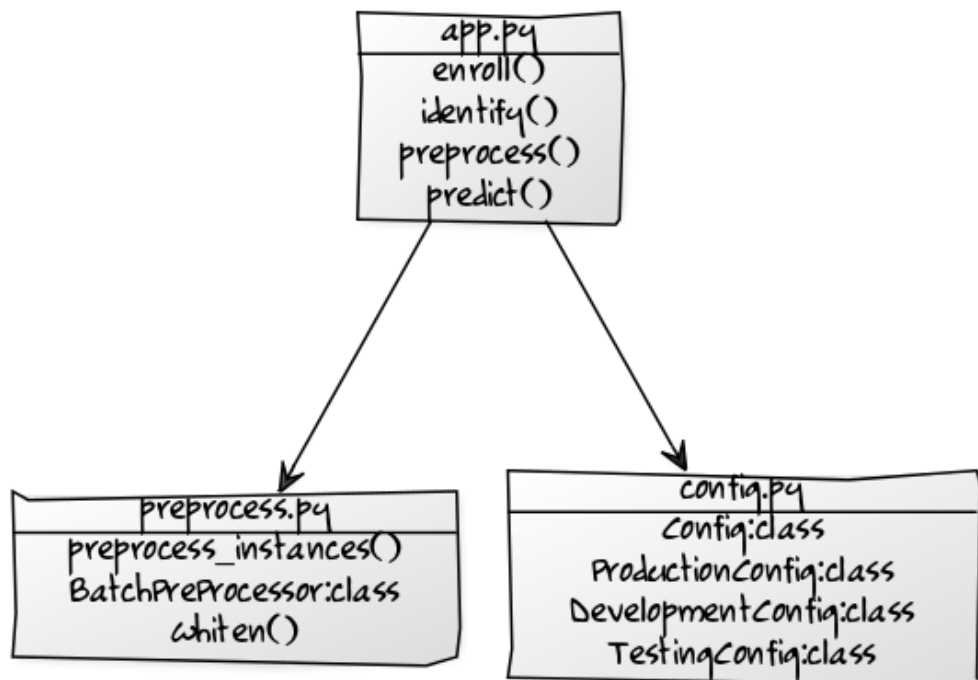 app.py
enroll()
identify()
preprocess()
predict()
preprocess.py
preprocess_instances()
BatchPreProcessor:class
whiten()
config.py
Config:class
ProductionConfig:class
DevelopmentConfig:class
TestingConfig:class